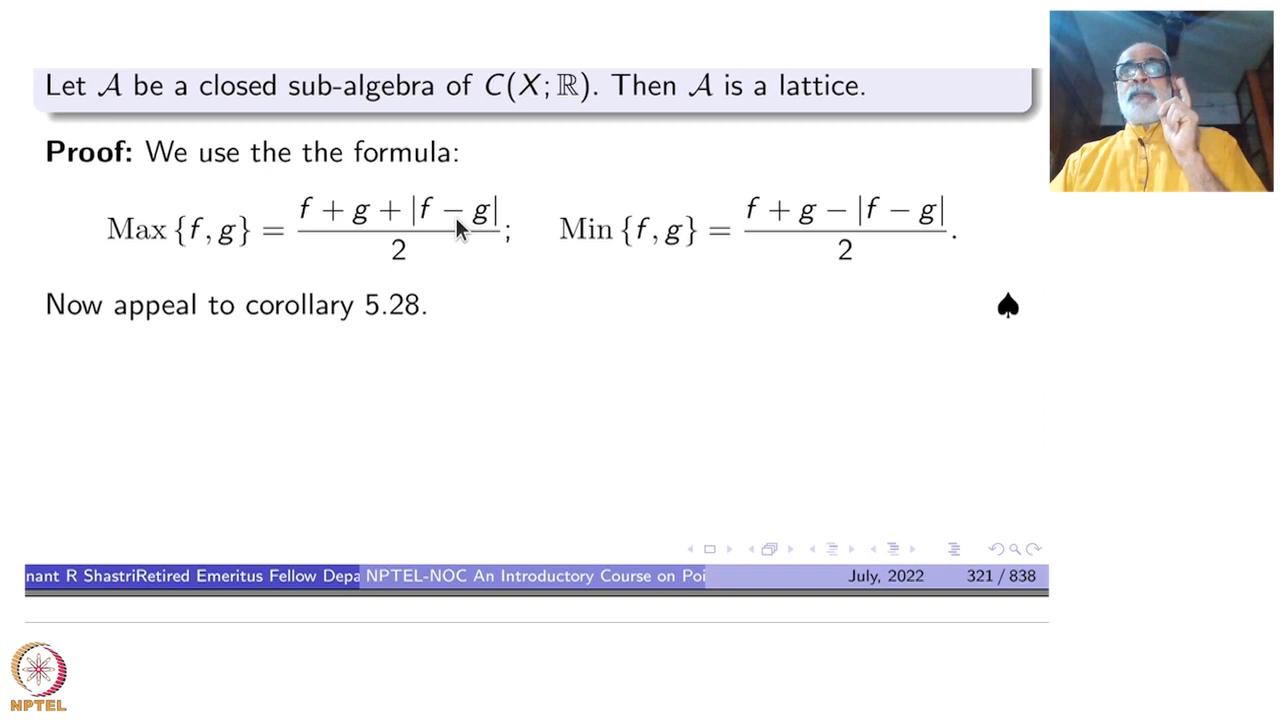 Let 𝒜 be a closed sub-algebra of C(X; ℝ). Then 𝒜 is a lattice.
Proof: We use the the formula:
Max {f, g} = (f + g + |f − g|)/2; Min {f, g} = (f + g − |f − g|)/2.
Now appeal to corollary 5.28. ♠
nant R ShastriRetired Emeritus Fellow Depa NPTEL-NOC An Introductory Course on Poi July, 2022 321 / 838
NPTEL